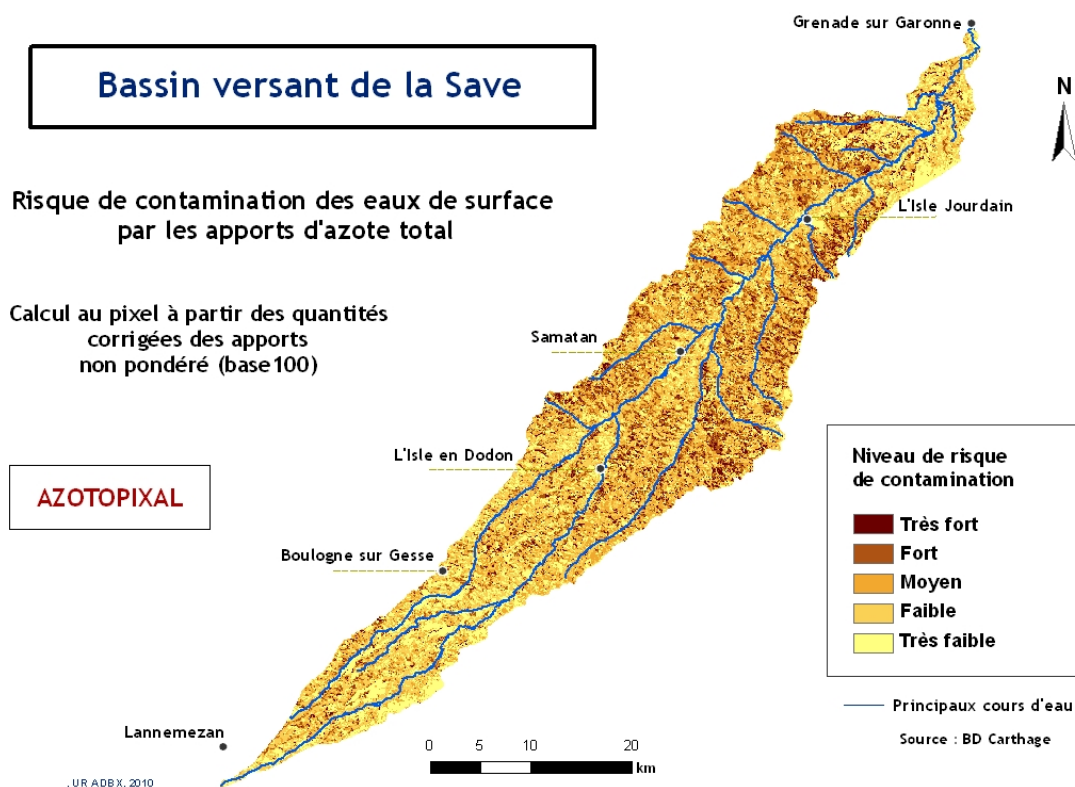 Grenade sur Garonne
Bassin versant de la Save
N
Risque de contamination des eaux de surface
par les apports d'azote total
L'Isle Jourdain
Calcul au pixel à partir des quantités
corrigées des apports
non pondéré (base100)
Samatan
L'Isle en Dodon
AZOTOPIXAL
Niveau de risque
de contamination
Très fort
Fort
Moyen
Faible
Très faible
Boulogne sur Gesse
Principaux cours d'eau
Source : BD Carthage
Lannemezan
0 5 10 20
km
. UR ADBX, 2010